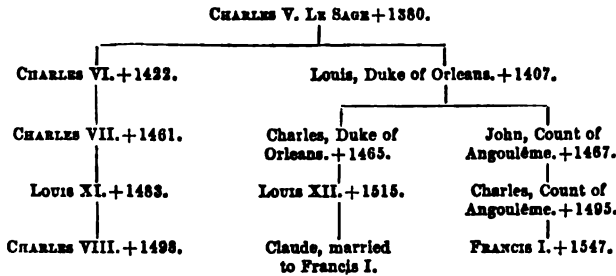 CHARLES V. LE SAGE+1380.
CHARLES VI.+1422.
Louis, Duke of Orleans.+1407.
CHARLES VII.+1461.
Charles, Duke of
Orleans.+1465.
John, Count of
Angoulême.+1467.
LOUIS XI.+1483.
LOUIS XII.+1515.
Charles, Count of
Angoulême.+1495.
CHARLES VIII.+1498.
Claude, married
to Francis I.
FRANCIS I.+1547.